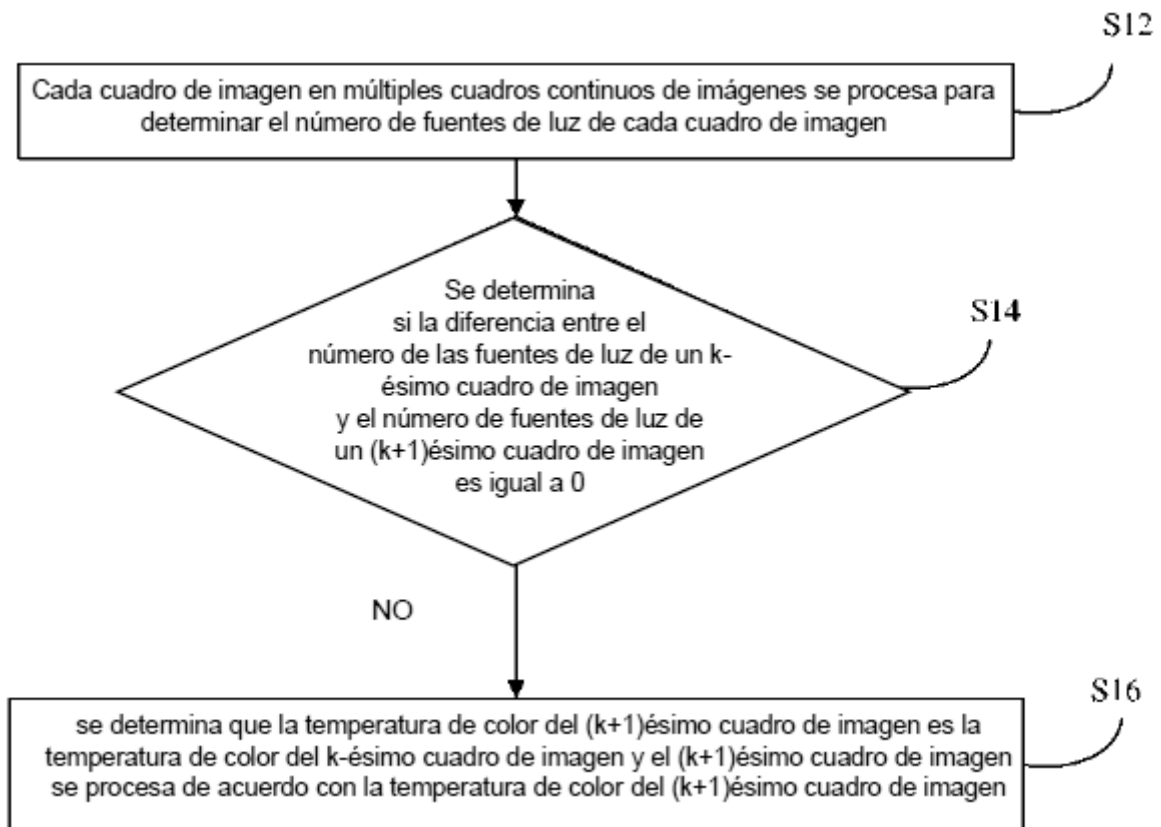 S12
Cada cuadro de imagen en múltiples cuadros continuos de imágenes se procesa para
determinar el número de fuentes de luz de cada cuadro de imagen
Se determina
si la diferencia entre el
número de las fuentes de luz de un k-
ésimo cuadro de imagen
y el número de fuentes de luz de
un (k+1)ésimo cuadro de imagen
es igual a 0
S14
NO
S16
se determina que la temperatura de color del (k+1)ésimo cuadro de imagen es la
temperatura de color del k-ésimo cuadro de imagen y el (k+1)ésimo cuadro de imagen
se procesa de acuerdo con la temperatura de color del (k+1)ésimo cuadro de imagen